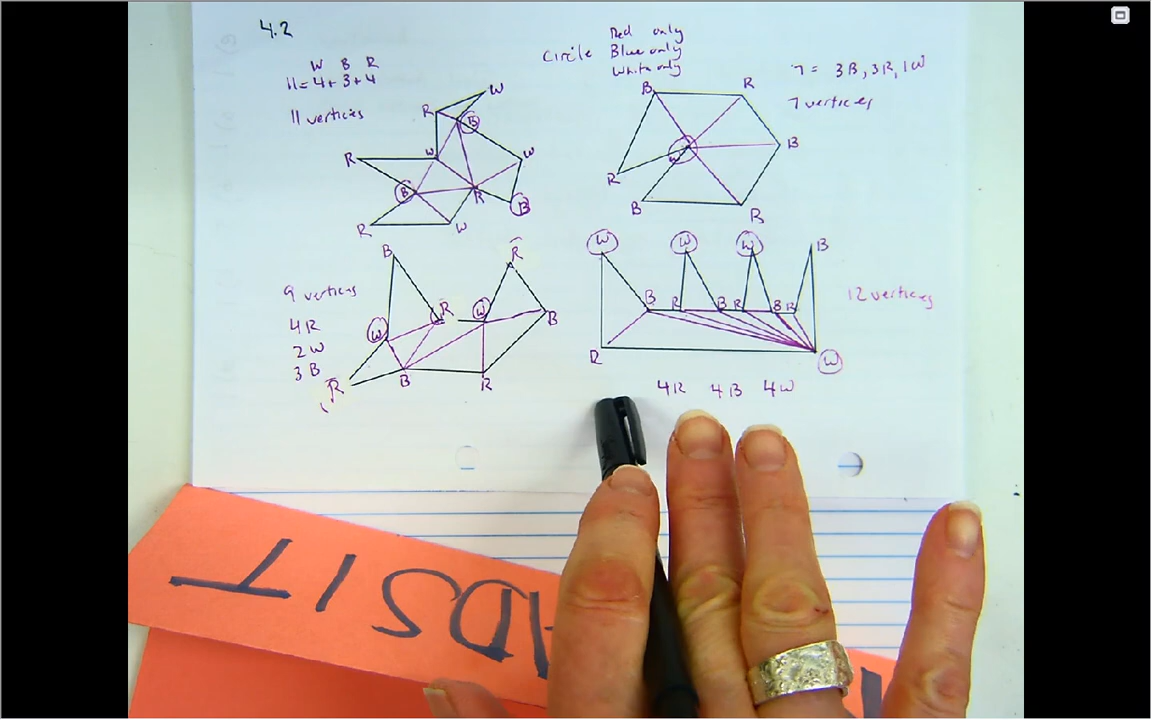 4.2
W B R
11 = 4 + 3 + 4
11 vertices
Circle
Red only
Blue only
White only
7 = 3B, 3R, 1W
7 vertices
W
R
B
R
W
W
B
R
B
R
W
B
R
B
W
R
B
B
R
9 vertices
4R
2W
3B
B
R
R
W
W
B
R
B
R
W
W
W
B
B
R
B
R
B
R
R
W
12 vertices
4R 4B 4W
ADSIT